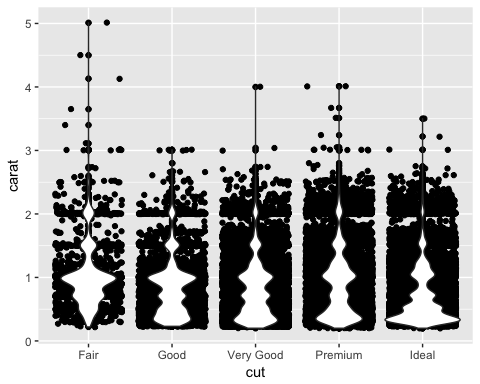 carat
5
4
3
2
1
0
Fair
Good
Very Good
Premium
Ideal
cut